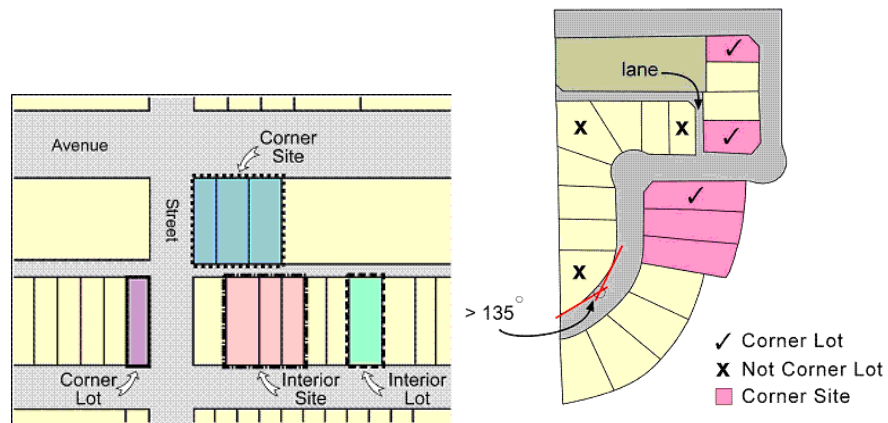 Avenue
Corner
Site
Street
Corner
Lot
Interior
Site
Interior
Lot
✓
lane
x
x
✓
✓
x
> 135°
✓ Corner Lot
x Not Corner Lot
Corner Site